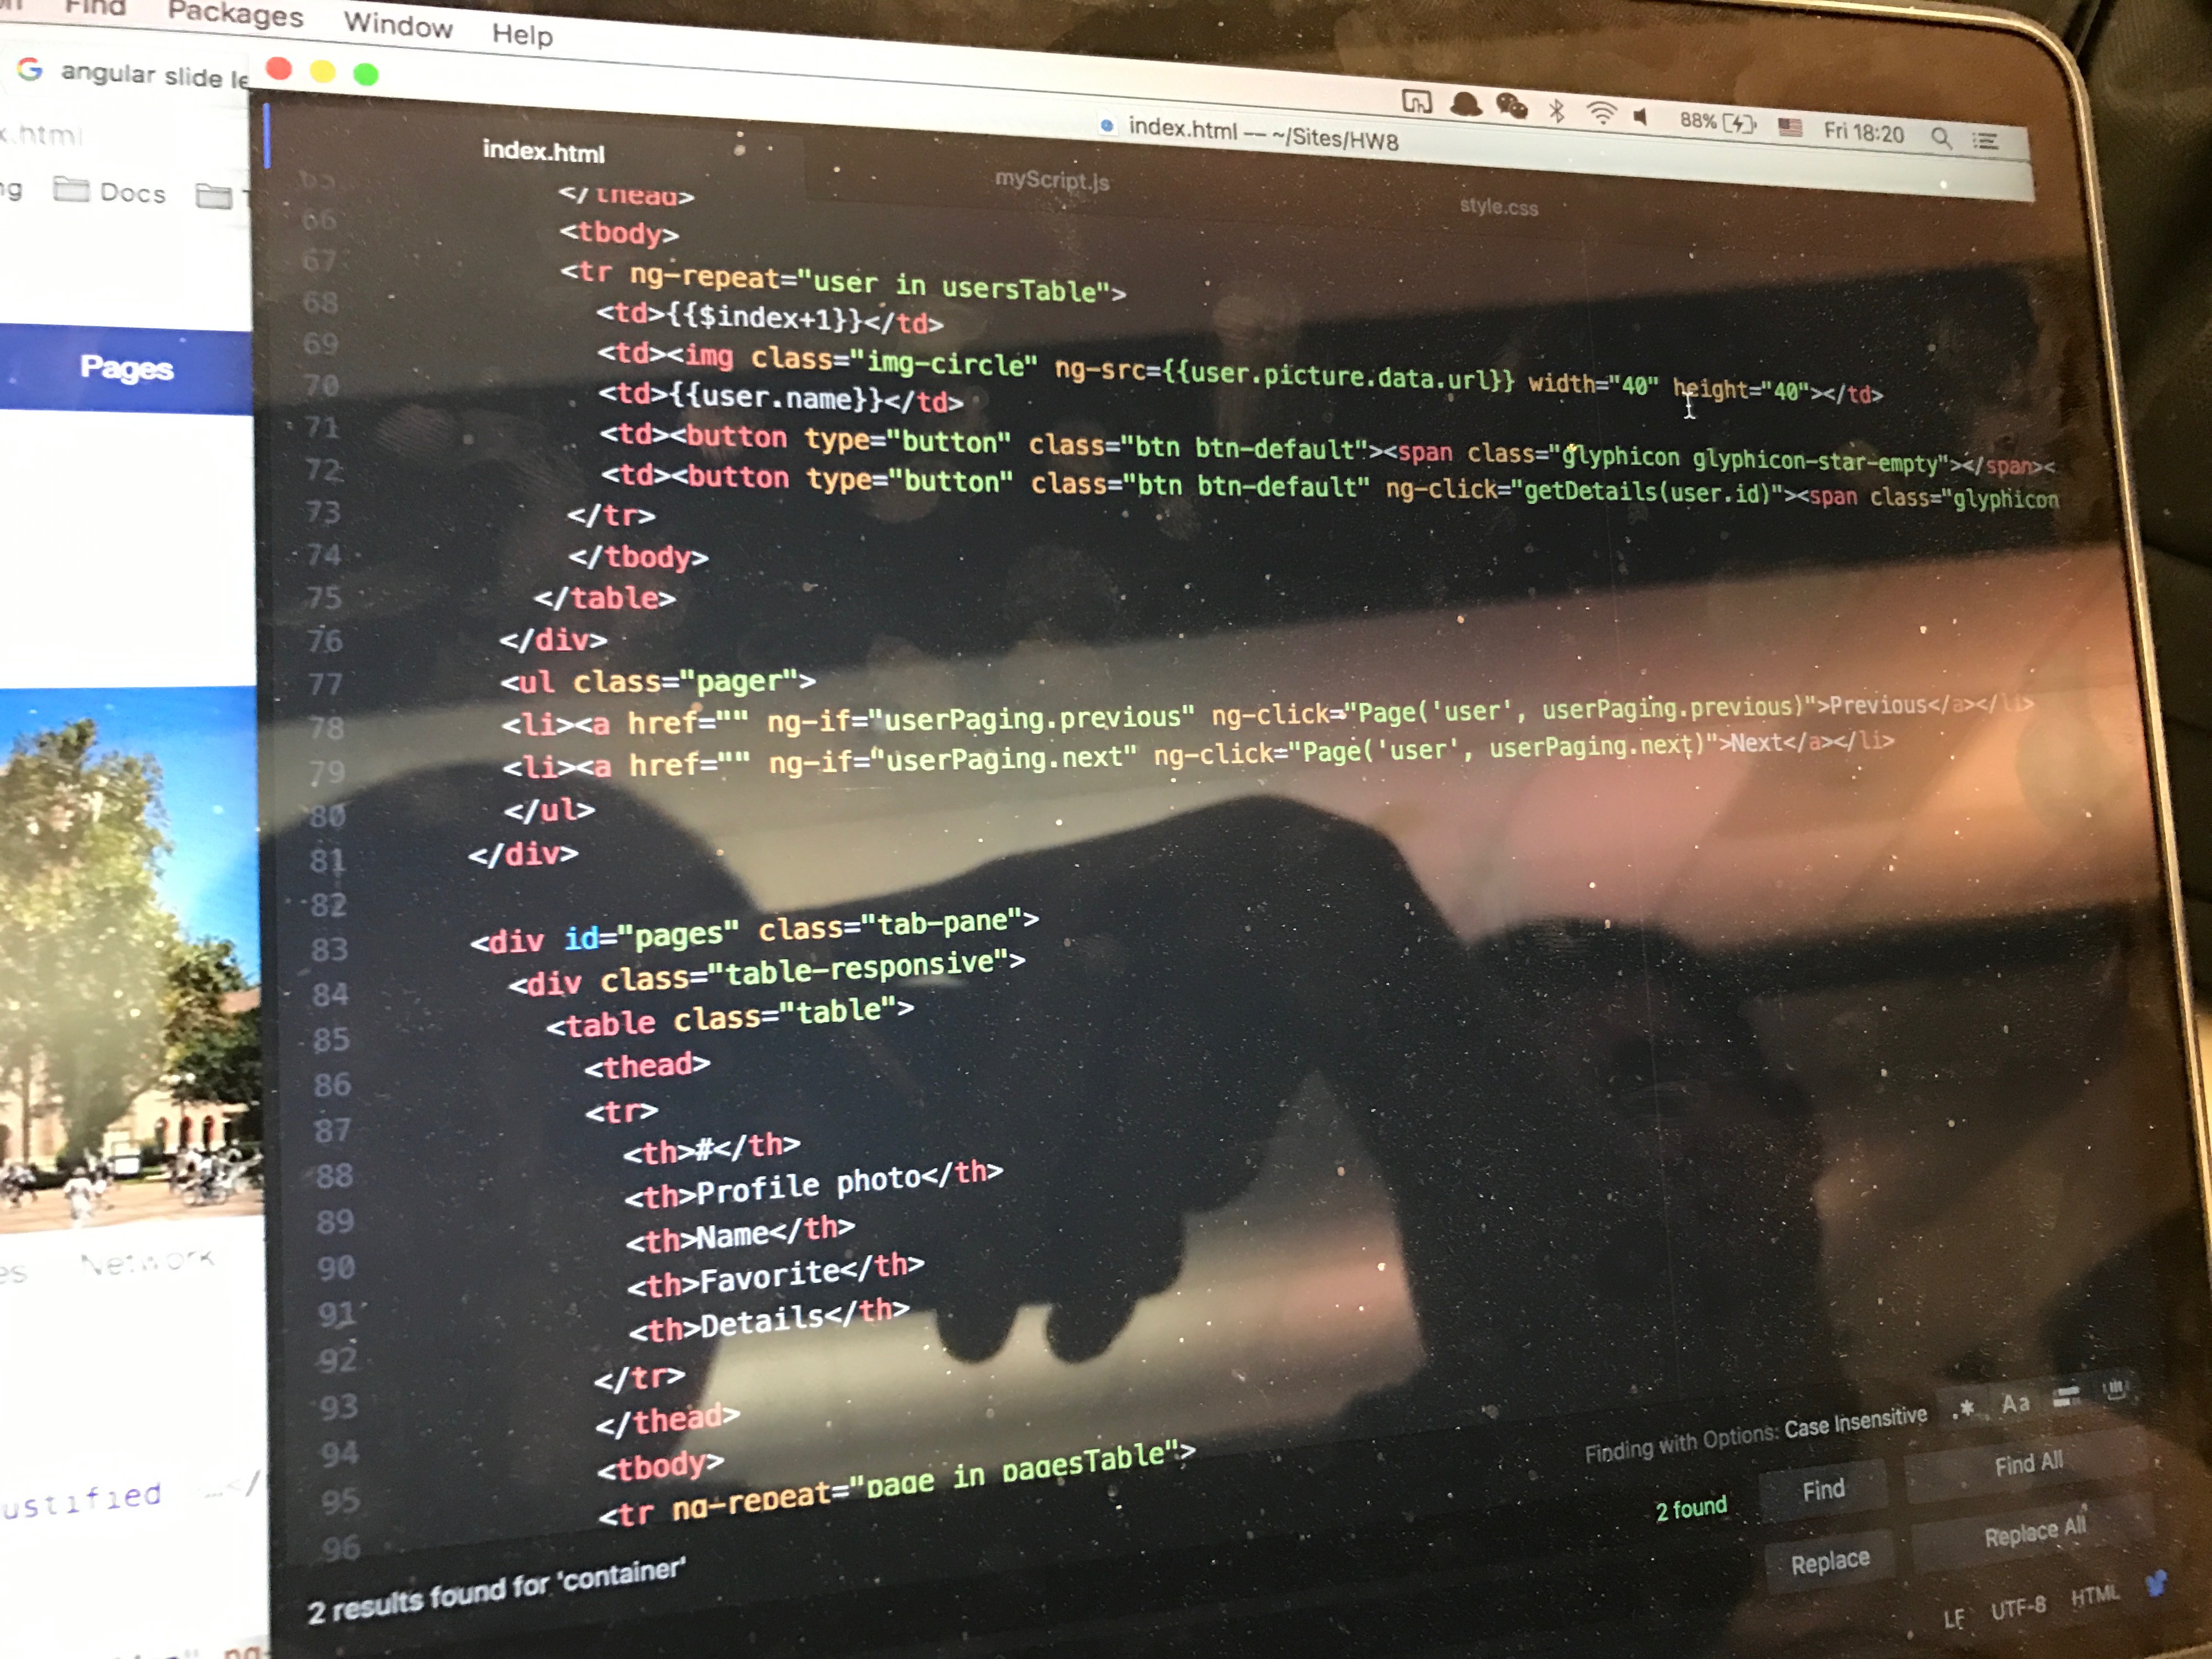 Find Packages Window Help
angular slide le
88% Fri 18:20
index.html — ~/Sites/HW8
.html
Docs
index.html myScript.js style.css
Pages
65 </thead>
66 <tbody>
67 <tr ng-repeat="user in usersTable">
68 <td>{{$index+1}}</td>
69 <td><img class="img-circle" ng-src={{user.picture.data.url}} width="40" height="40"></td>
70 <td>{{user.name}}</td>
71 <td><button type="button" class="btn btn-default"><span class="glyphicon glyphicon-star-empty"></span><
72 <td><button type="button" class="btn btn-default" ng-click="getDetails(user.id)"><span class="glyphicon
73 </tr>
74 </tbody>
75 </table>
76 </div>
77 <ul class="pager">
78 <li><a href="" ng-if="userPaging.previous" ng-click="Page('user', userPaging.previous)">Previous</a></li>
79 <li><a href="" ng-if="userPaging.next" ng-click="Page('user', userPaging.next)">Next</a></li>
80 </ul>
81 </div>
82
83 <div id="pages" class="tab-pane">
84 <div class="table-responsive">
85 <table class="table">
86 <thead>
87 <tr>
88 <th>#</th>
89 <th>Profile photo</th>
90 <th>Name</th>
91 <th>Favorite</th>
92 <th>Details</th>
93 </tr>
94 </thead>
95 <tbody>
96 <tr ng-repeat="page in pagesTable">
Network
ustified …</
Finding with Options: Case Insensitive .* Aa
2 found Find Find All
Replace Replace All
2 results found for 'container'
LF UTF-8 HTML